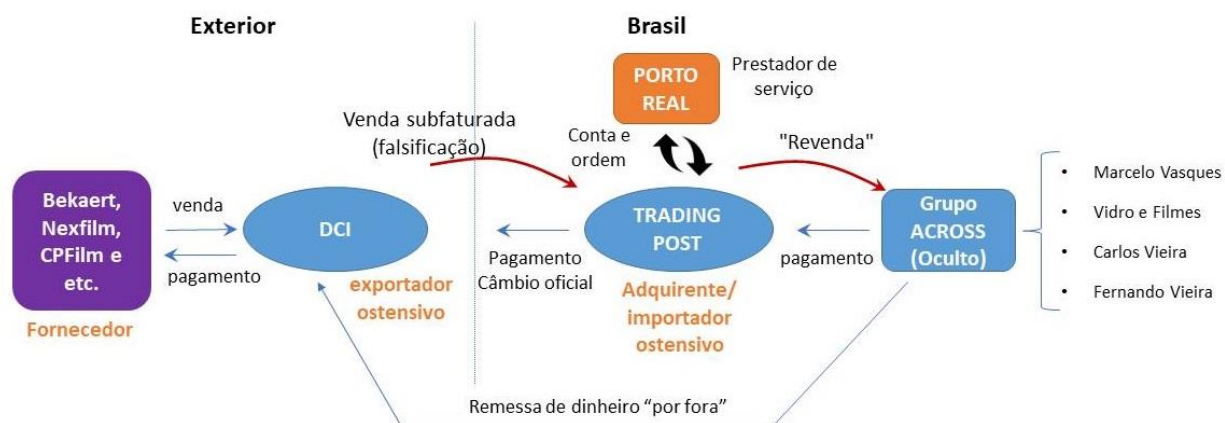 Exterior
Brasil
PORTO
REAL
Prestador de
serviço
Venda subfaturada
(falsificação)
Conta e
ordem
"Revenda"
Bekaert,
Nexfilm,
CPFilm e
etc.
venda
pagamento
Fornecedor
DCI
exportador
ostensivo
Pagamento
Câmbio oficial
TRADING
POST
Adquirente/
importador
ostensivo
pagamento
Grupo
ACROSS
(Oculto)
• Marcelo Vasques
• Vidro e Filmes
• Carlos Vieira
• Fernando Vieira
Remessa de dinheiro “por fora”